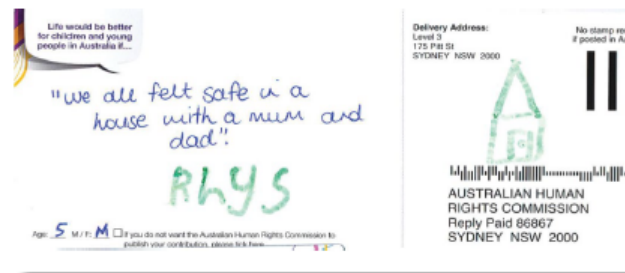 Life would be better
for children and young
people in Australia if....
"we all felt safe in a
house with a mum and
dad".
RhyS
Age: 5 M / F: M If you do not want the Australian Human Rights Commission to
publish your contribution, please tick here
Delivery Address:
Level 3
175 Pitt St
SYDNEY NSW 2000
No stamp
if posted in
AUSTRALIAN HUMAN
RIGHTS COMMISSION
Reply Paid 86867
SYDNEY NSW 2000